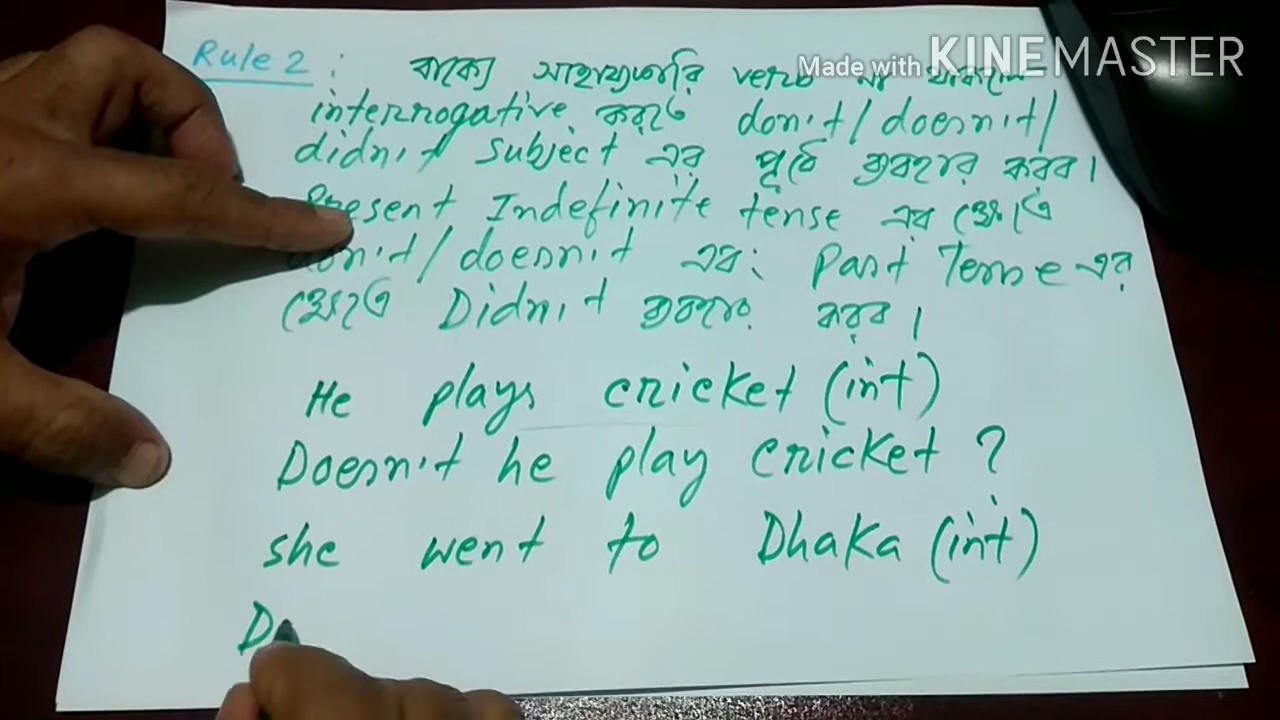 Made with KINEMASTER
Rule 2 : বাক্যে সাহায্যকারি verb না থাকলে
interrogative করতে don't/doesn't/
didn't subject এর পূর্বে ব্যবহার করব।
Present Indefinite tense এর ক্ষেত্রে
don't/doesn't এবং Past Tense এর
ক্ষেত্রে Didn't ব্যবহার করব।
He plays cricket (int)
Doesn't he play cricket ?
she went to Dhaka (int)
D